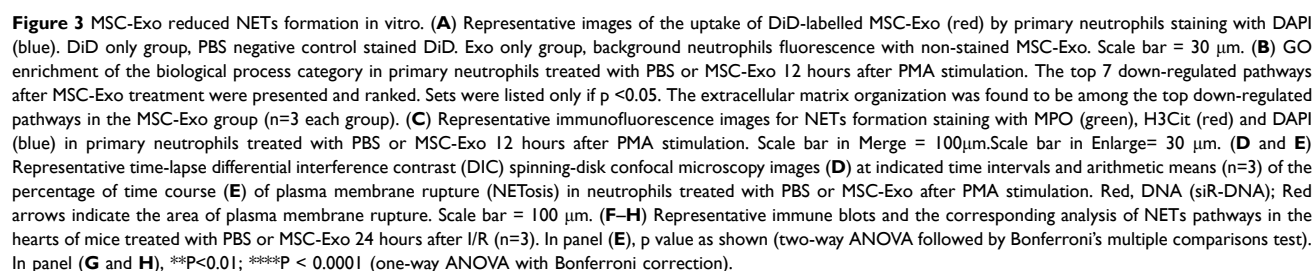 Figure 3 MSC-Exo reduced NETs formation in vitro. (A) Representative images of the uptake of DiD-labelled MSC-Exo (red) by primary neutrophils staining with DAPI
(blue). DiD only group, PBS negative control stained DiD. Exo only group, background neutrophils fluorescence with non-stained MSC-Exo. Scale bar = 30 μm. (B) GO
enrichment of the biological process category in primary neutrophils treated with PBS or MSC-Exo 12 hours after PMA stimulation. The top 7 down-regulated pathways
after MSC-Exo treatment were presented and ranked. Sets were listed only if p <0.05. The extracellular matrix organization was found to be among the top down-regulated
pathways in the MSC-Exo group (n=3 each group). (C) Representative immunofluorescence images for NETs formation staining with MPO (green), H3Cit (red) and DAPI
(blue) in primary neutrophils treated with PBS or MSC-Exo 12 hours after PMA stimulation. Scale bar in Merge = 100μm.Scale bar in Enlarge= 30 μm. (D and E)
Representative time-lapse differential interference contrast (DIC) spinning-disk confocal microscopy images (D) at indicated time intervals and arithmetic means (n=3) of the
percentage of time course (E) of plasma membrane rupture (NETosis) in neutrophils treated with PBS or MSC-Exo after PMA stimulation. Red, DNA (siR-DNA); Red
arrows indicate the area of plasma membrane rupture. Scale bar = 100 μm. (F–H) Representative immune blots and the corresponding analysis of NETs pathways in the
hearts of mice treated with PBS or MSC-Exo 24 hours after I/R (n=3). In panel (E), p value as shown (two-way ANOVA followed by Bonferroni's multiple comparisons test).
In panel (G and H), **P<0.01; ****P < 0.0001 (one-way ANOVA with Bonferroni correction).